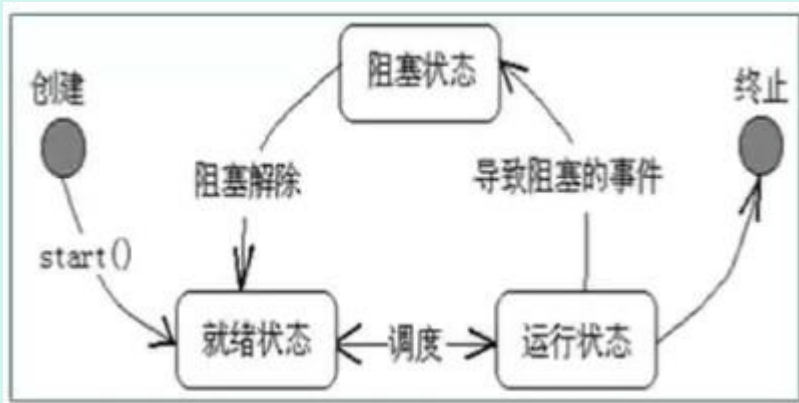 阻塞状态
创建
终止
阻塞解除
导致阻塞的事件
start()
就绪状态
调度
运行状态